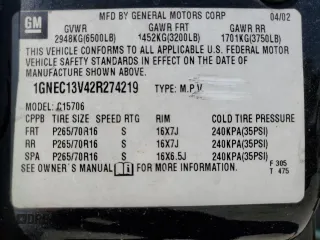 GM
MFD BY GENERAL MOTORS CORP 04/02
GVWR GAWR FRT GAWR RR
2948KG(6500LB) 1452KG(3200LB) 1701KG(3750LB)
THIS VEHICLE CONFORMS TO ALL APPLICABLE U.S. FEDERAL MOTOR
VEHICLE SAFETY AND THEFT PREVENTION STANDARDS IN EFFECT ON
THE DATE OF MANUFACTURE SHOWN ABOVE.
1GNEC13V42R274219 TYPE: M.P.V
MODEL: C15706
CPPB TIRE SIZE SPEED RTG RIM COLD TIRE PRESSURE
FRT P265/70R16 S 16X7J 240KPA(35PSI)
RR P265/70R16 S 16X7J 240KPA(35PSI)
SPA P265/70R16 S 16X6.5J 240KPA(35PSI)
SEE OWNER'S MANUAL FOR MORE INFORMATION
F 305
T 475